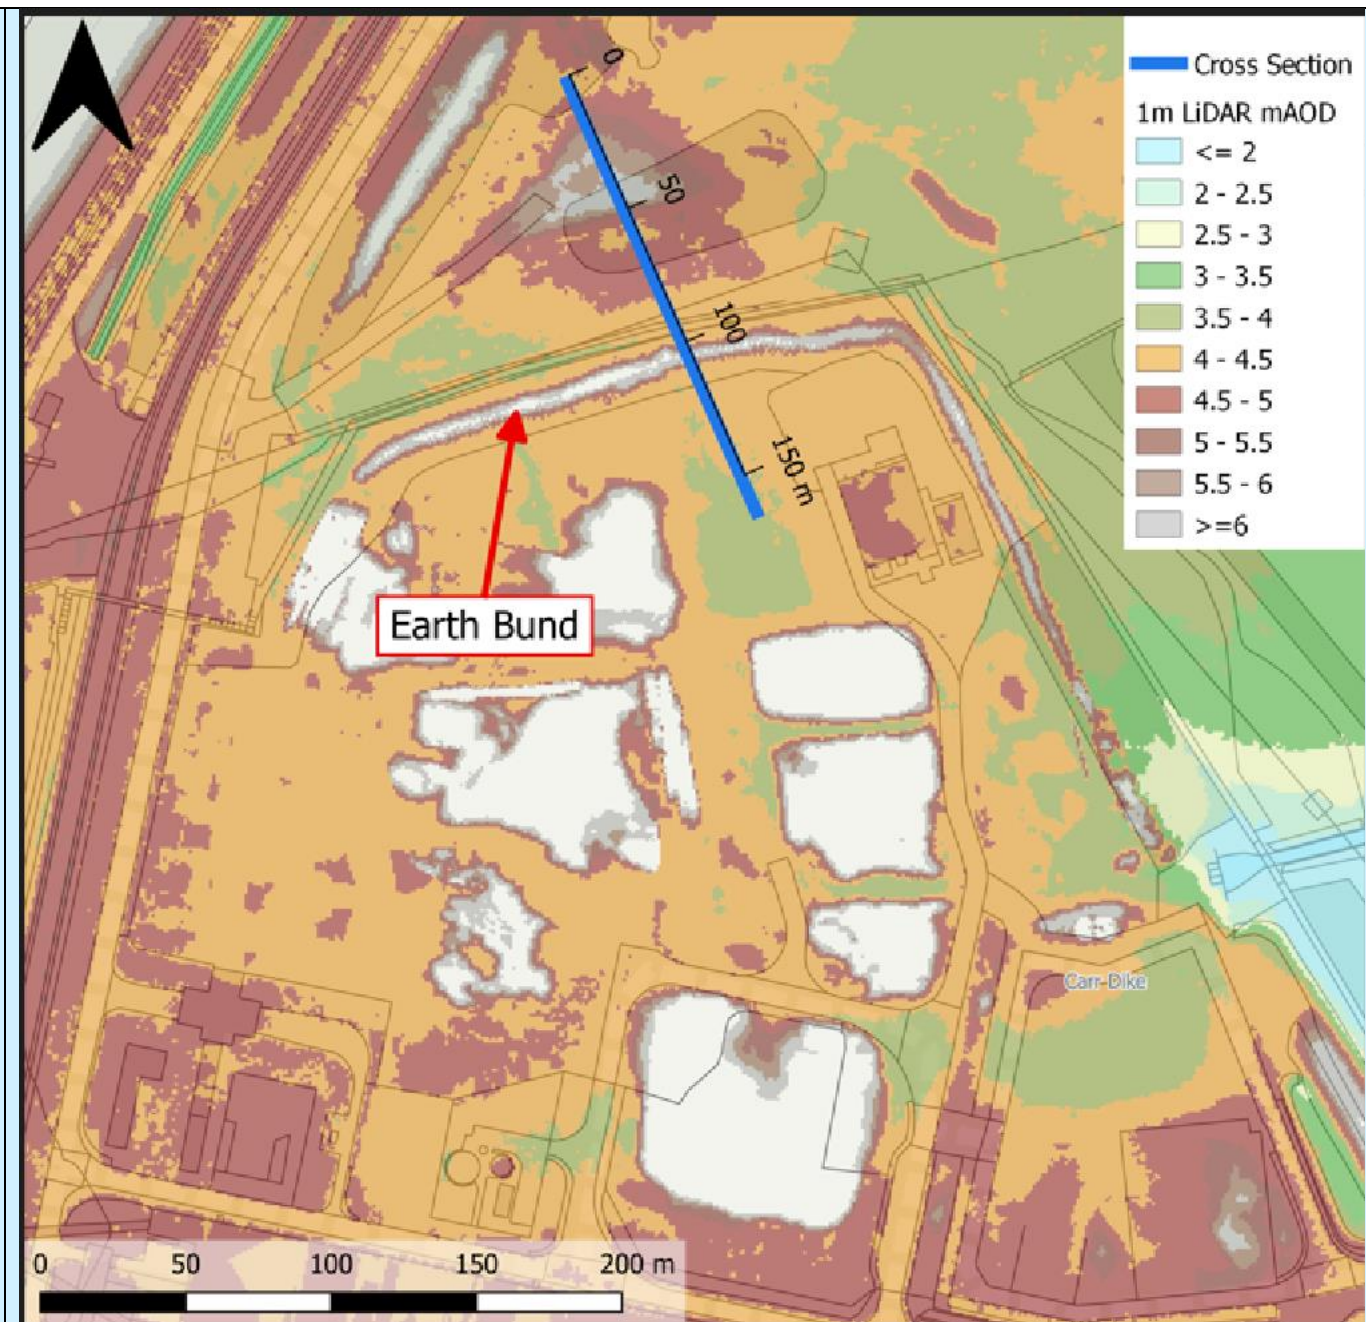 Cross Section
1m LiDAR mAOD
<= 2
2 - 2.5
2.5 - 3
3 - 3.5
3.5 - 4
4 - 4.5
4.5 - 5
5 - 5.5
5.5 - 6
>=6
0
50
100
150 m
Earth Bund
Carr Dike
0 50 100 150 200 m